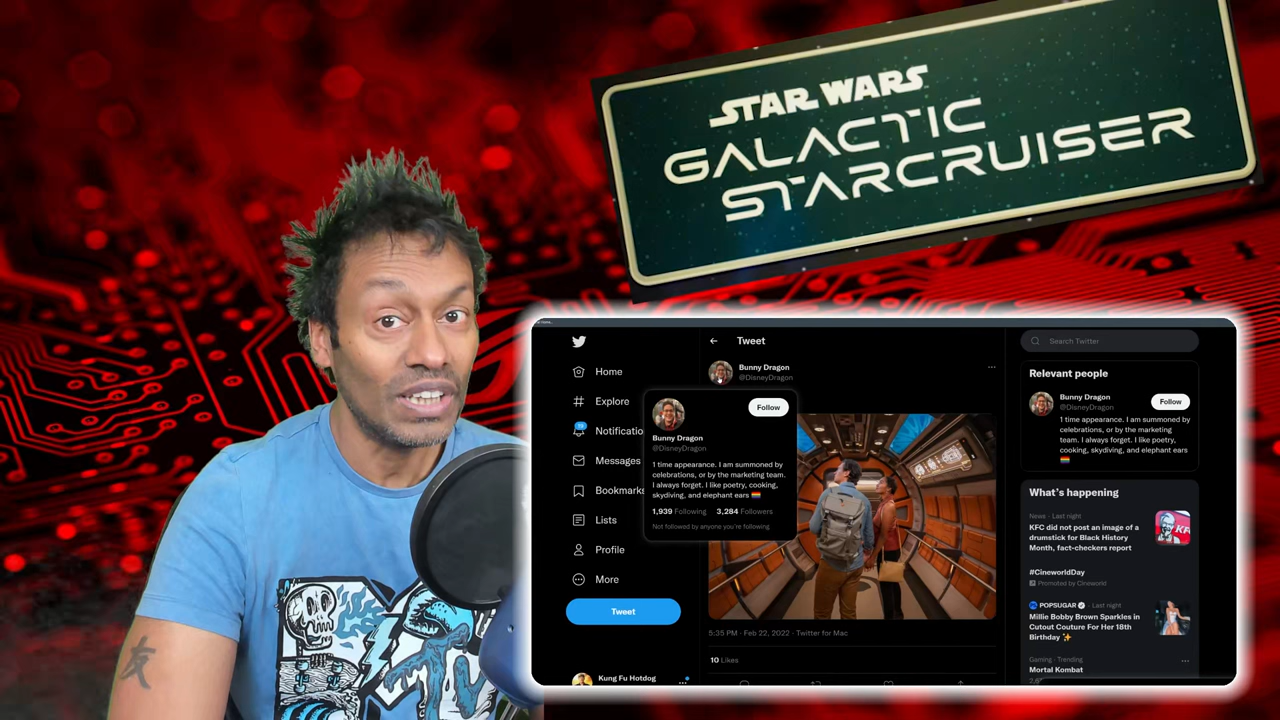 STAR WARS
GALACTIC
STARCRUISER
Home
Explore
Notificatio
Messages
Bookmarks
Lists
Profile
More
Tweet
Kung Fu Hotdog
Tweet
Bunny Dragon
@DisneyDragon
Follow
Bunny Dragon
@DisneyDragon
1 time appearance. I am summoned by
celebrations, or by the marketing team.
I always forget. I like poetry, cooking,
skydiving, and elephant ears 🏳️‍🌈
1,939 Following 3,284 Followers
Not followed by anyone you're following
5:35 PM · Feb 22, 2022 · Twitter for Mac
10 Likes
Search Twitter
Relevant people
Bunny Dragon
@DisneyDragon
Follow
1 time appearance. I am summoned by
celebrations, or by the marketing
team. I always forget. I like poetry,
cooking, skydiving, and elephant ears
🏳️‍🌈
What's happening
News · Last night
KFC did not post an image of a
drumstick for Black History
Month, fact-checkers report
KF
#CineworldDay
Promoted by Cineworld
POPSUGAR · Last night
Millie Bobby Brown Sparkles in
Cutout Couture For Her 18th
Birthday ✨
Gaming · Trending
Mortal Kombat
友